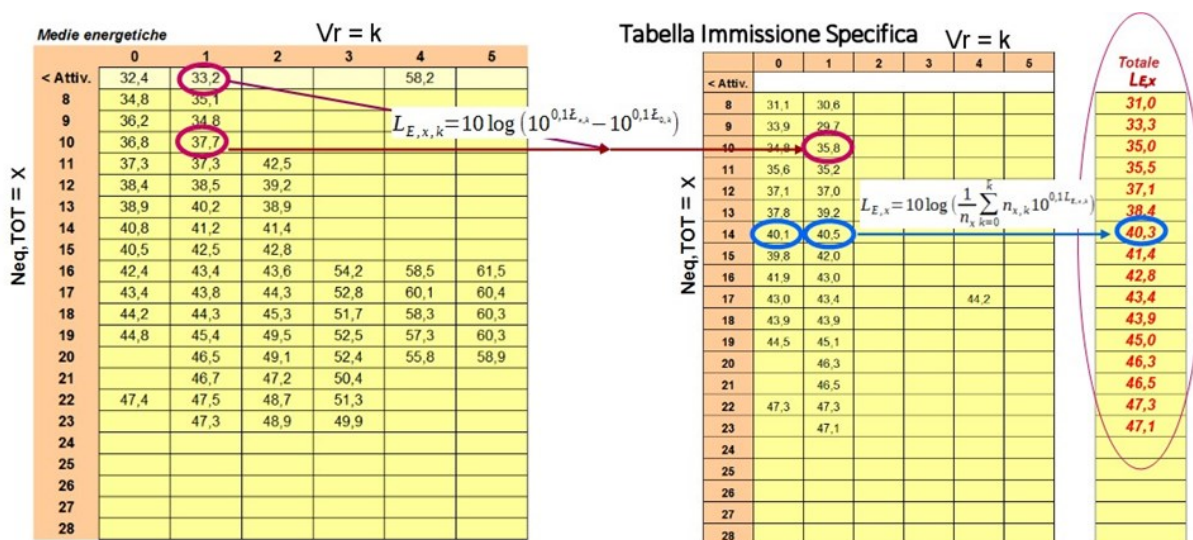 Medie energetiche Vr = k
0 1 2 3 4 5
< Attiv. 32,4 33,2 58,2
8 34,8 35,1
9 36,2 34,8
10 36,8 37,7
11 37,3 37,3 42,5
12 38,4 38,5 39,2
13 38,9 40,2 38,9
14 40,8 41,2 41,4
15 40,5 42,5 42,8
16 42,4 43,4 43,6 54,2 58,5 61,5
17 43,4 43,8 44,3 52,8 60,1 60,4
18 44,2 44,3 45,3 51,7 58,3 60,3
19 44,8 45,4 49,5 52,5 57,3 60,3
20 46,5 49,1 52,4 55,8 58,9
21 46,7 47,2 50,4
22 47,4 47,5 48,7 51,3
23 47,3 48,9 49,9
24
25
26
27
28
Neq,TOT = X
L_{E,x,k}=10 log (10^{0,1Ł_{x,k}}−10^{0,1Ł_{0,k}})
Tabella Immissione Specifica Vr = k
0 1 2 3 4 5
< Attiv.
8 31,1 30,6
9 33,9 29,7
10 34,8 35,8
11 35,6 35,2
12 37,1 37,0
13 37,8 39,2
14 40,1 40,5
15 39,8 42,0
16 41,9 43,0
17 43,0 43,4 44,2
18 43,9 43,9
19 44,5 45,1
20 46,3
21 46,5
22 47,3 47,3
23 47,1
24
25
26
27
28
Neq,TOT = X
L_{E,x}=10 log (1/n_x ∑_{k=0}^{k̄} n_{x,k} 10^{0,1L_{E,x,k}})
Totale
LE,x
31,0
33,3
35,0
35,5
37,1
38,4
40,3
41,4
42,8
43,4
43,9
45,0
46,3
46,5
47,3
47,1